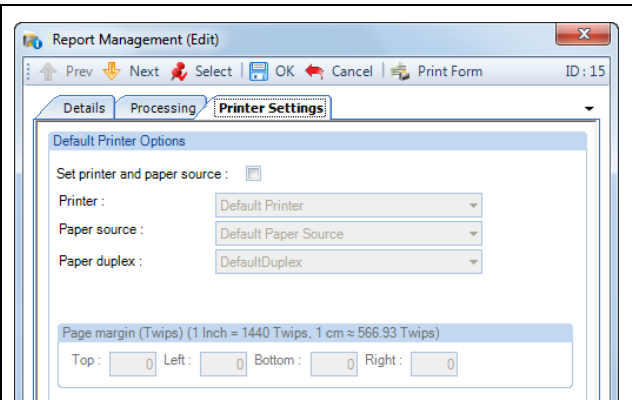 Report Management (Edit)
Prev Next Select OK Cancel Print Form ID : 15
Details Processing Printer Settings
Default Printer Options
Set printer and paper source :
Printer : Default Printer
Paper source : Default Paper Source
Paper duplex : DefaultDuplex
Page margin (Twips) (1 Inch = 1440 Twips, 1 cm ≈ 566.93 Twips)
Top : 0 Left : 0 Bottom : 0 Right : 0